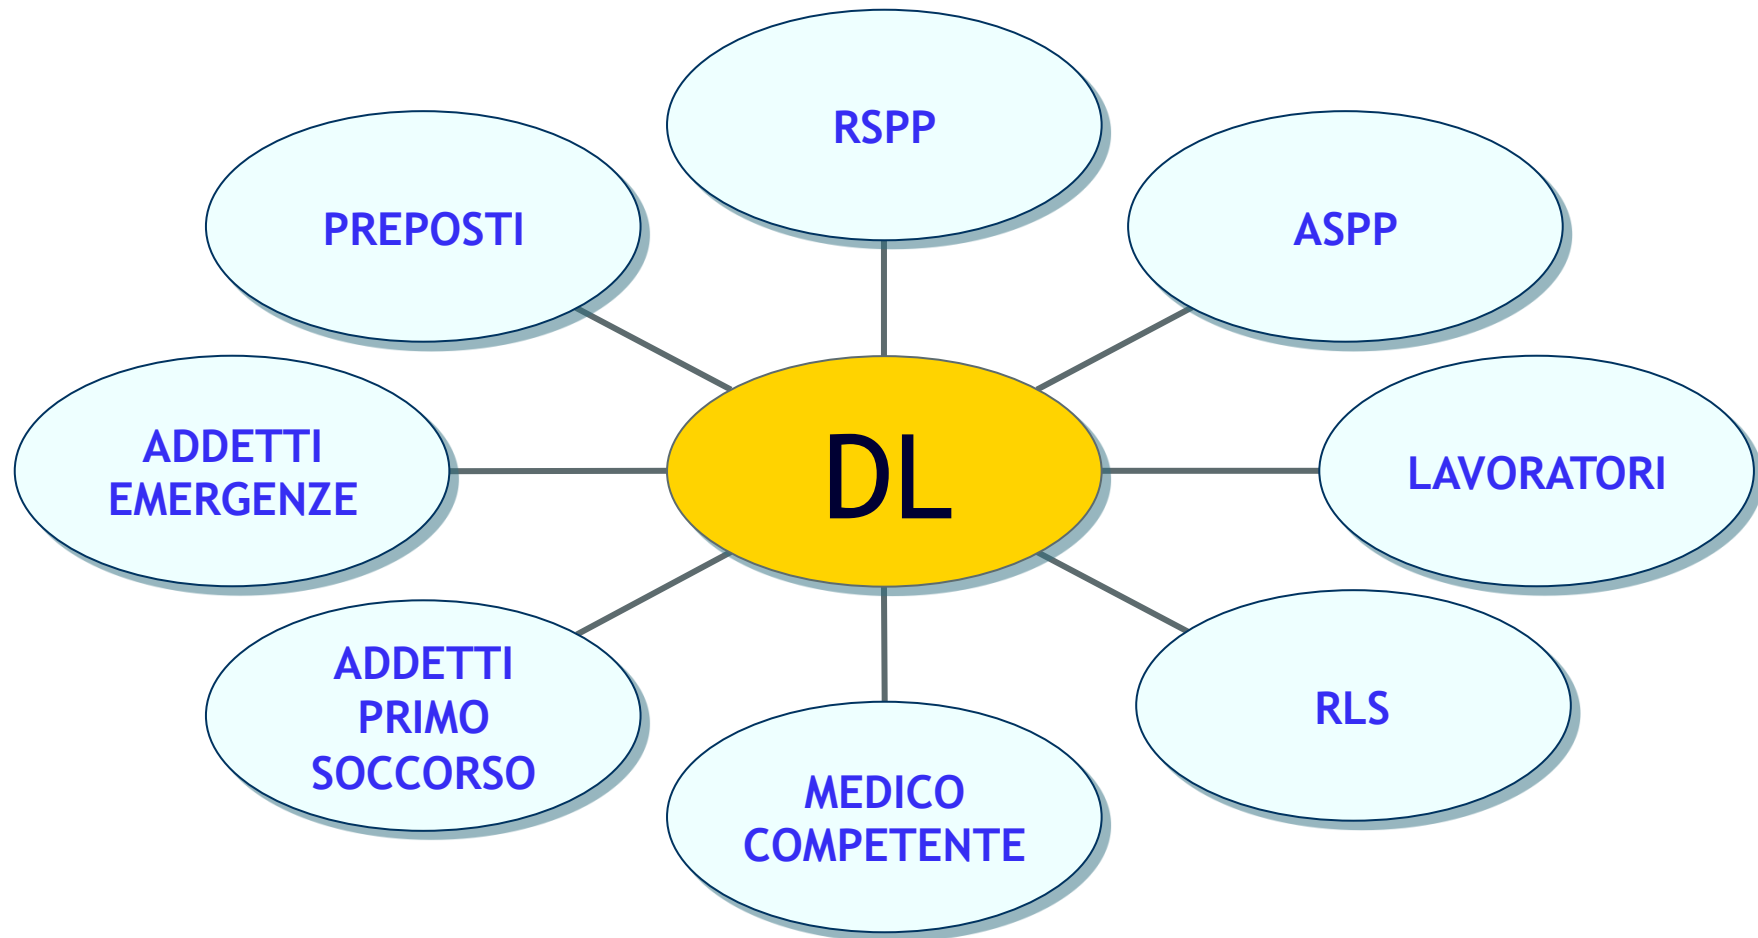 RSPP
PREPOSTI
ASPP
ADDETTI
EMERGENZE
DL
LAVORATORI
ADDETTI
PRIMO
SOCCORSO
RLS
MEDICO
COMPETENTE